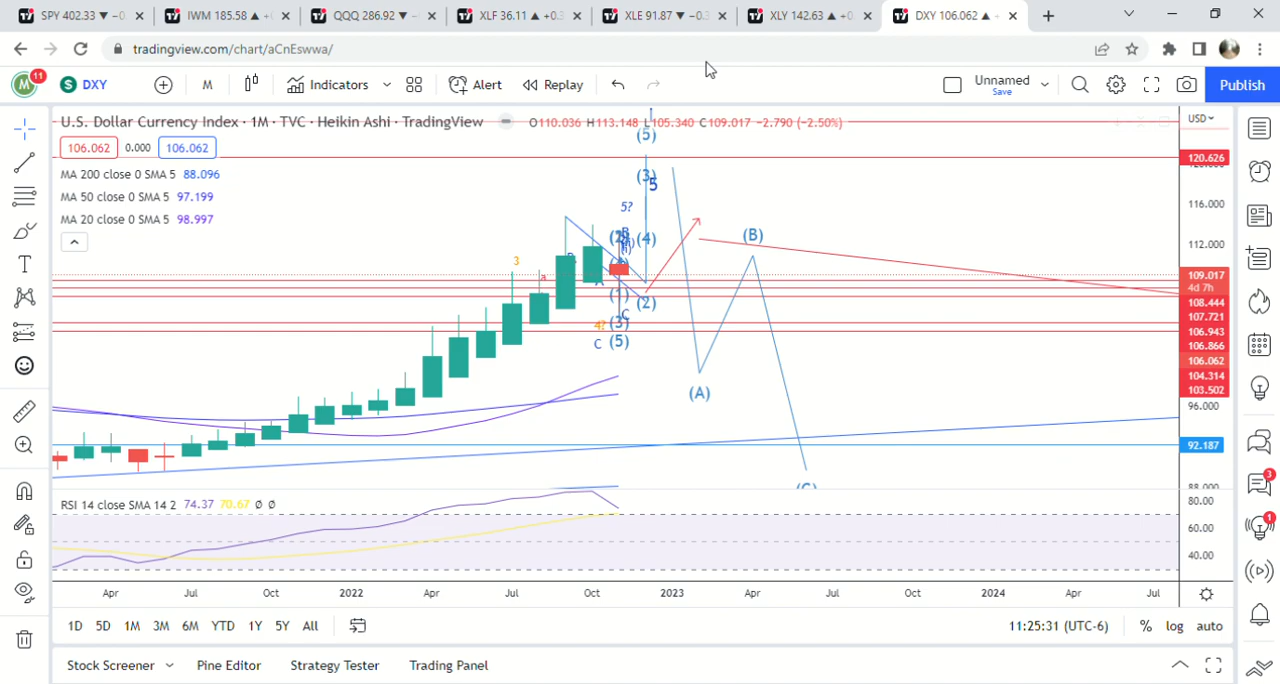 SPY 402.33 ▼ −0
IWM 185.58 ▲ +
QQQ 286.92 ▼ −
XLF 36.11 ▲ +0.
XLE 91.87 ▼ −0.
XLY 142.63 ▲ +0
DXY 106.062 ▲
tradingview.com/chart/aCnEswwa/
M
11
S
DXY
M
Indicators
Alert
Replay
Unnamed
Save
Publish
U.S. Dollar Currency Index · 1M · TVC · Heikin Ashi · TradingView
O110.036 H113.148 L105.340 C109.017 −2.790 (−2.50%)
USD
106.062 0.000 106.062
MA 200 close 0 SMA 5 88.096
MA 50 close 0 SMA 5 97.199
MA 20 close 0 SMA 5 98.997
(5)
(3)
5
5?
(4)
(B)
3
a
(1)
(2)
C
4?
(3)
C
(5)
(A)
120.626
116.000
112.000
109.017
4d 7h
108.444
107.721
106.943
106.866
106.062
104.314
103.502
96.000
92.187
88.000
RSI 14 close SMA 14 2 74.37 70.67 Ø Ø
80.00
60.00
40.00
Apr Jul Oct 2022 Apr Jul Oct 2023 Apr Jul Oct 2024 Apr Jul
1D 5D 1M 3M 6M YTD 1Y 5Y All
11:25:31 (UTC-6) % log auto
Stock Screener
Pine Editor
Strategy Tester
Trading Panel
3
1